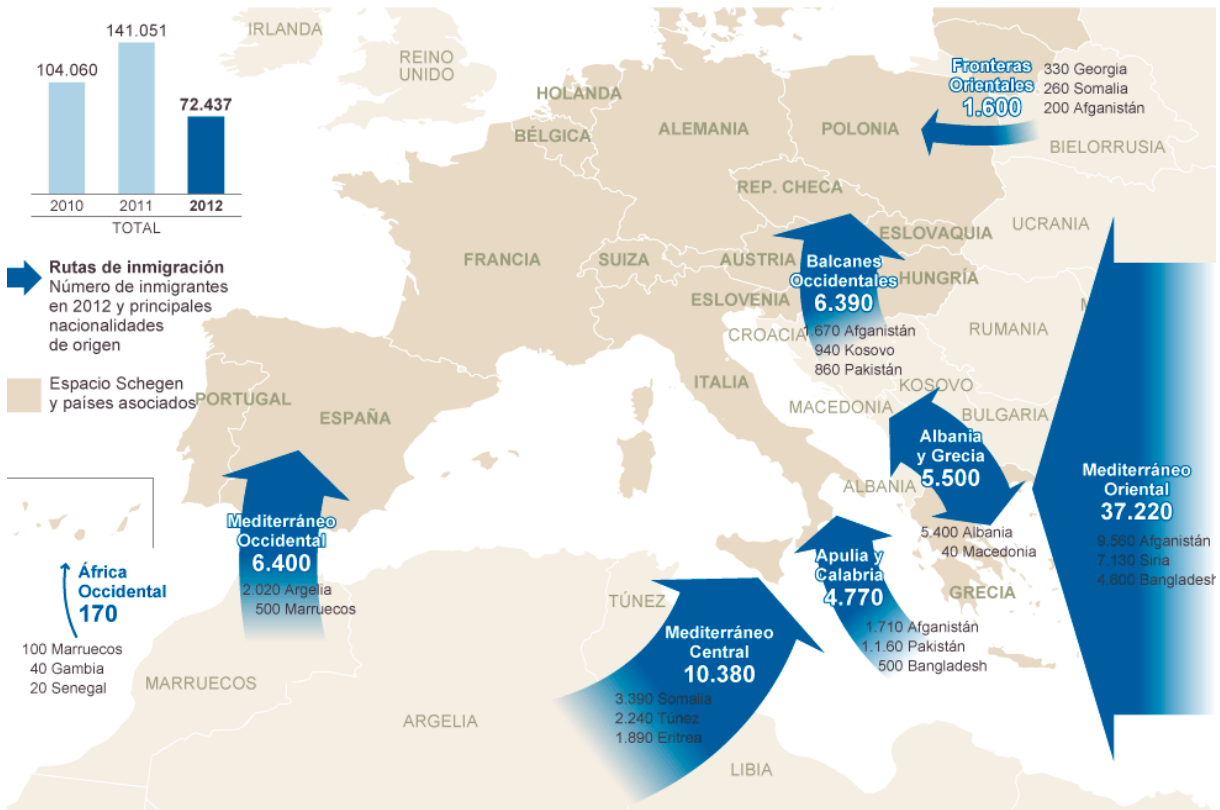 141.051
104.060
72.437
2010
2011
2012
TOTAL
Rutas de inmigración
Número de inmigrantes
en 2012 y principales
nacionalidades
de origen
Espacio Schegen
y países asociados
IRLANDA
REINO
UNIDO
HOLANDA
BÉLGICA
ALEMANIA
POLONIA
BIELORRUSIA
REP. CHECA
UCRANIA
ESLOVAQUIA
FRANCIA
SUIZA
AUSTRIA
HUNGRÍA
ESLOVENIA
CROACIA
RUMANIA
ITALIA
KOSOVO
MACEDONIA
BULGARIA
PORTUGAL
ESPAÑA
ALBANIA
GRECIA
TÚNEZ
MARRUECOS
ARGELIA
LIBIA
Fronteras
Orientales
1.600
330 Georgia
260 Somalia
200 Afganistán
Balcanes
Occidentales
6.390
1.670 Afganistán
940 Kosovo
860 Pakistán
Albania
y Grecia
5.500
5.400 Albania
40 Macedonia
Mediterráneo
Oriental
37.220
9.560 Afganistán
7.130 Siria
4.800 Bangladesh
Mediterráneo
Occidental
6.400
2.020 Argelia
500 Marruecos
África
Occidental
170
100 Marruecos
40 Gambia
20 Senegal
Apulia y
Calabria
4.770
1.710 Afganistán
1.1.60 Pakistán
500 Bangladesh
Mediterráneo
Central
10.380
3.390 Somalia
2.240 Túnez
1.890 Eritrea